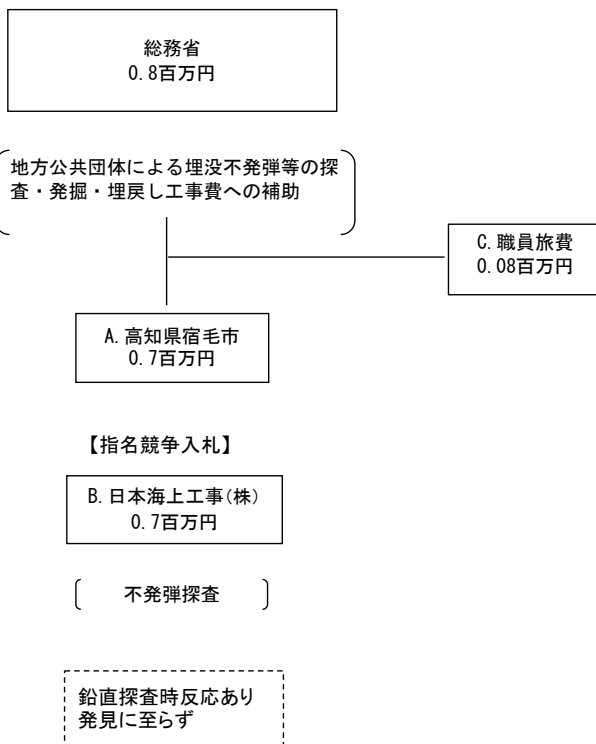 総務省
0.8百万円
地方公共団体による埋没不発弾等の探
査・発掘・埋戻し工事費への補助
C.職員旅費
0.08百万円
A.高知県宿毛市
0.7百万円
【指名競争入札】
B.日本海上工事(株)
0.7百万円
不発弾探査
鉛直探査時反応あり
発見に至らず